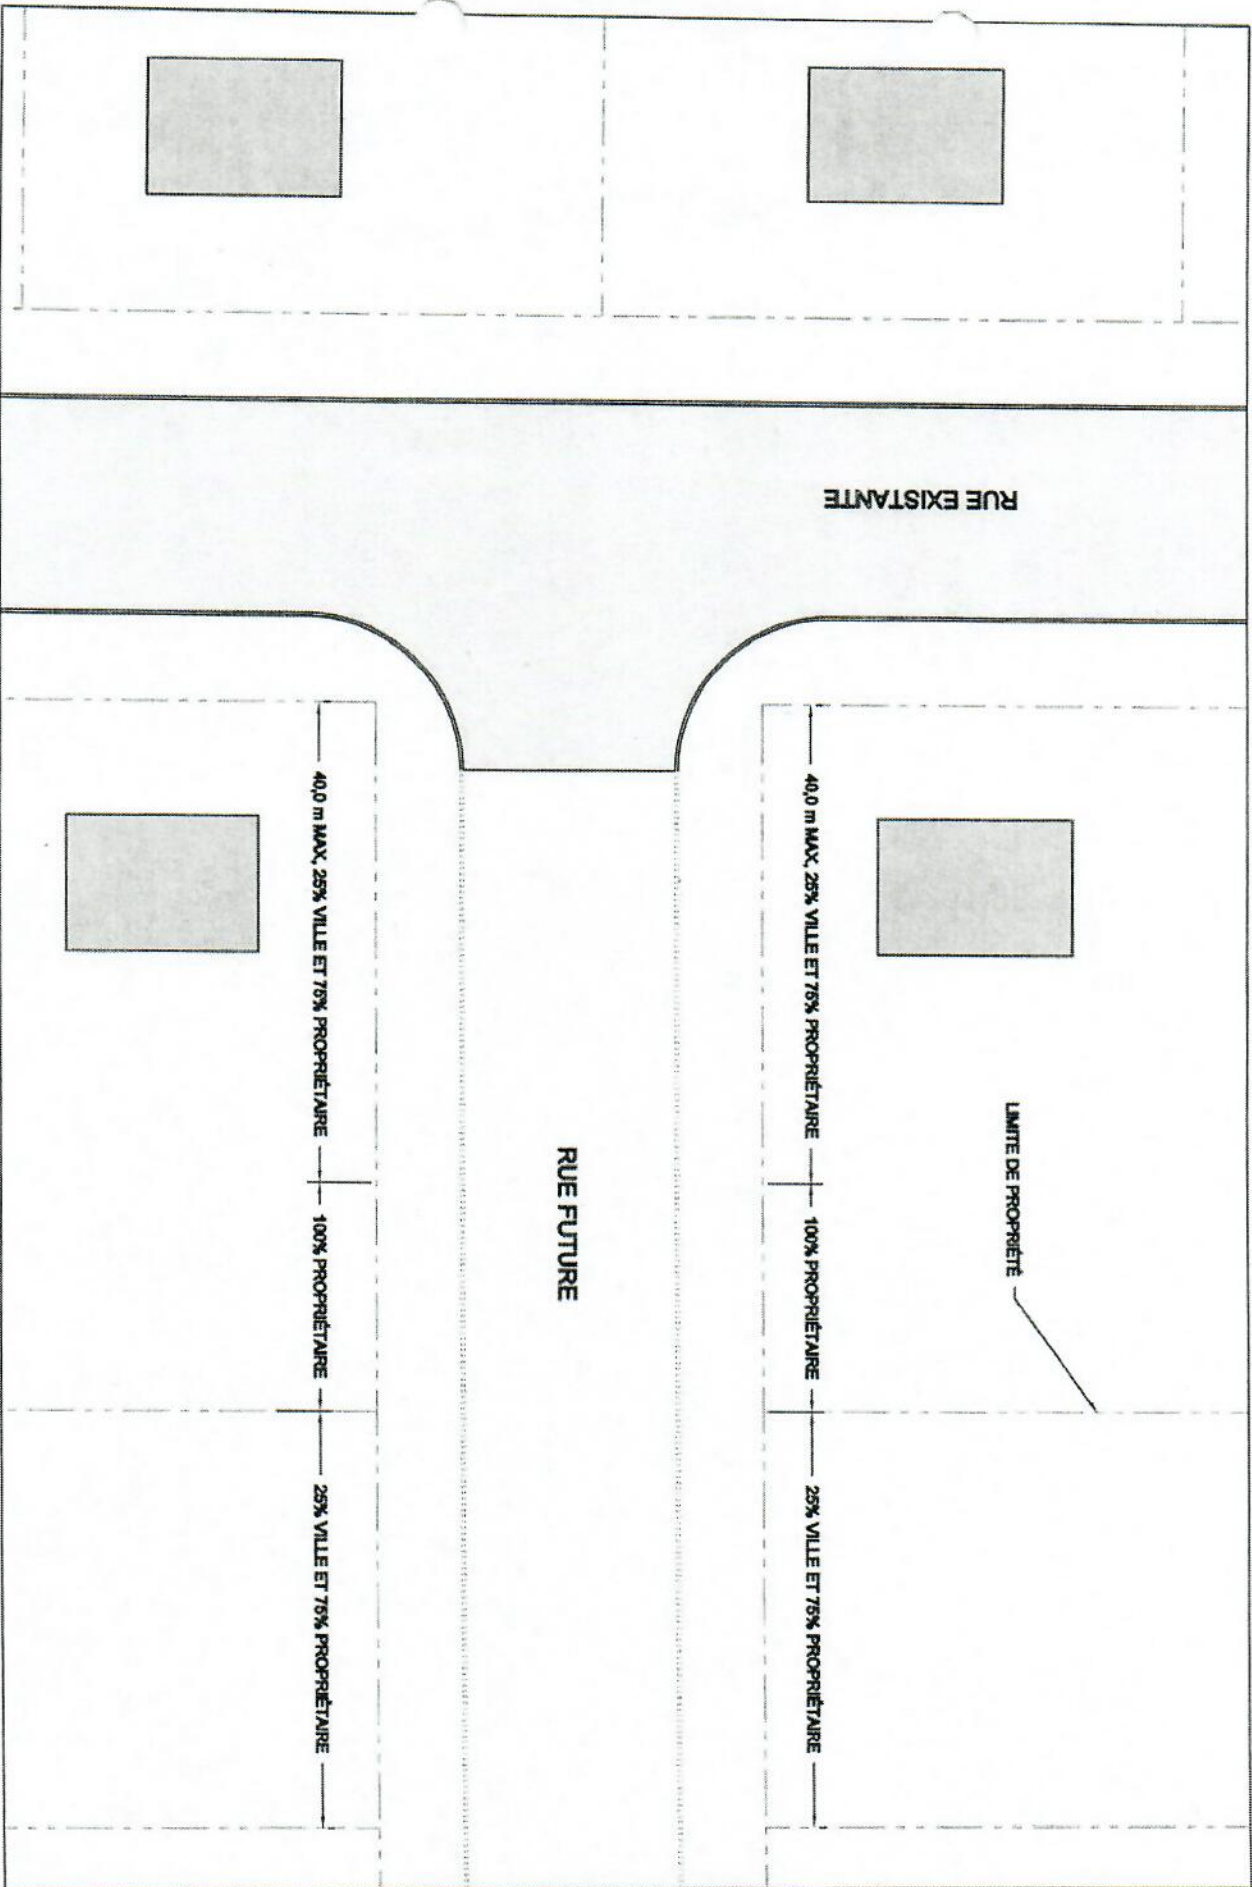 RUE EXISTANTE
40,0 m MAX, 25% VILLE ET 75% PROPRIÉTAIRE
100% PROPRIÉTAIRE
25% VILLE ET 75% PROPRIÉTAIRE
LIMITE DE PROPRIÉTÉ
RUE FUTURE
40,0 m MAX, 25% VILLE ET 75% PROPRIÉTAIRE
100% PROPRIÉTAIRE
25% VILLE ET 75% PROPRIÉTAIRE